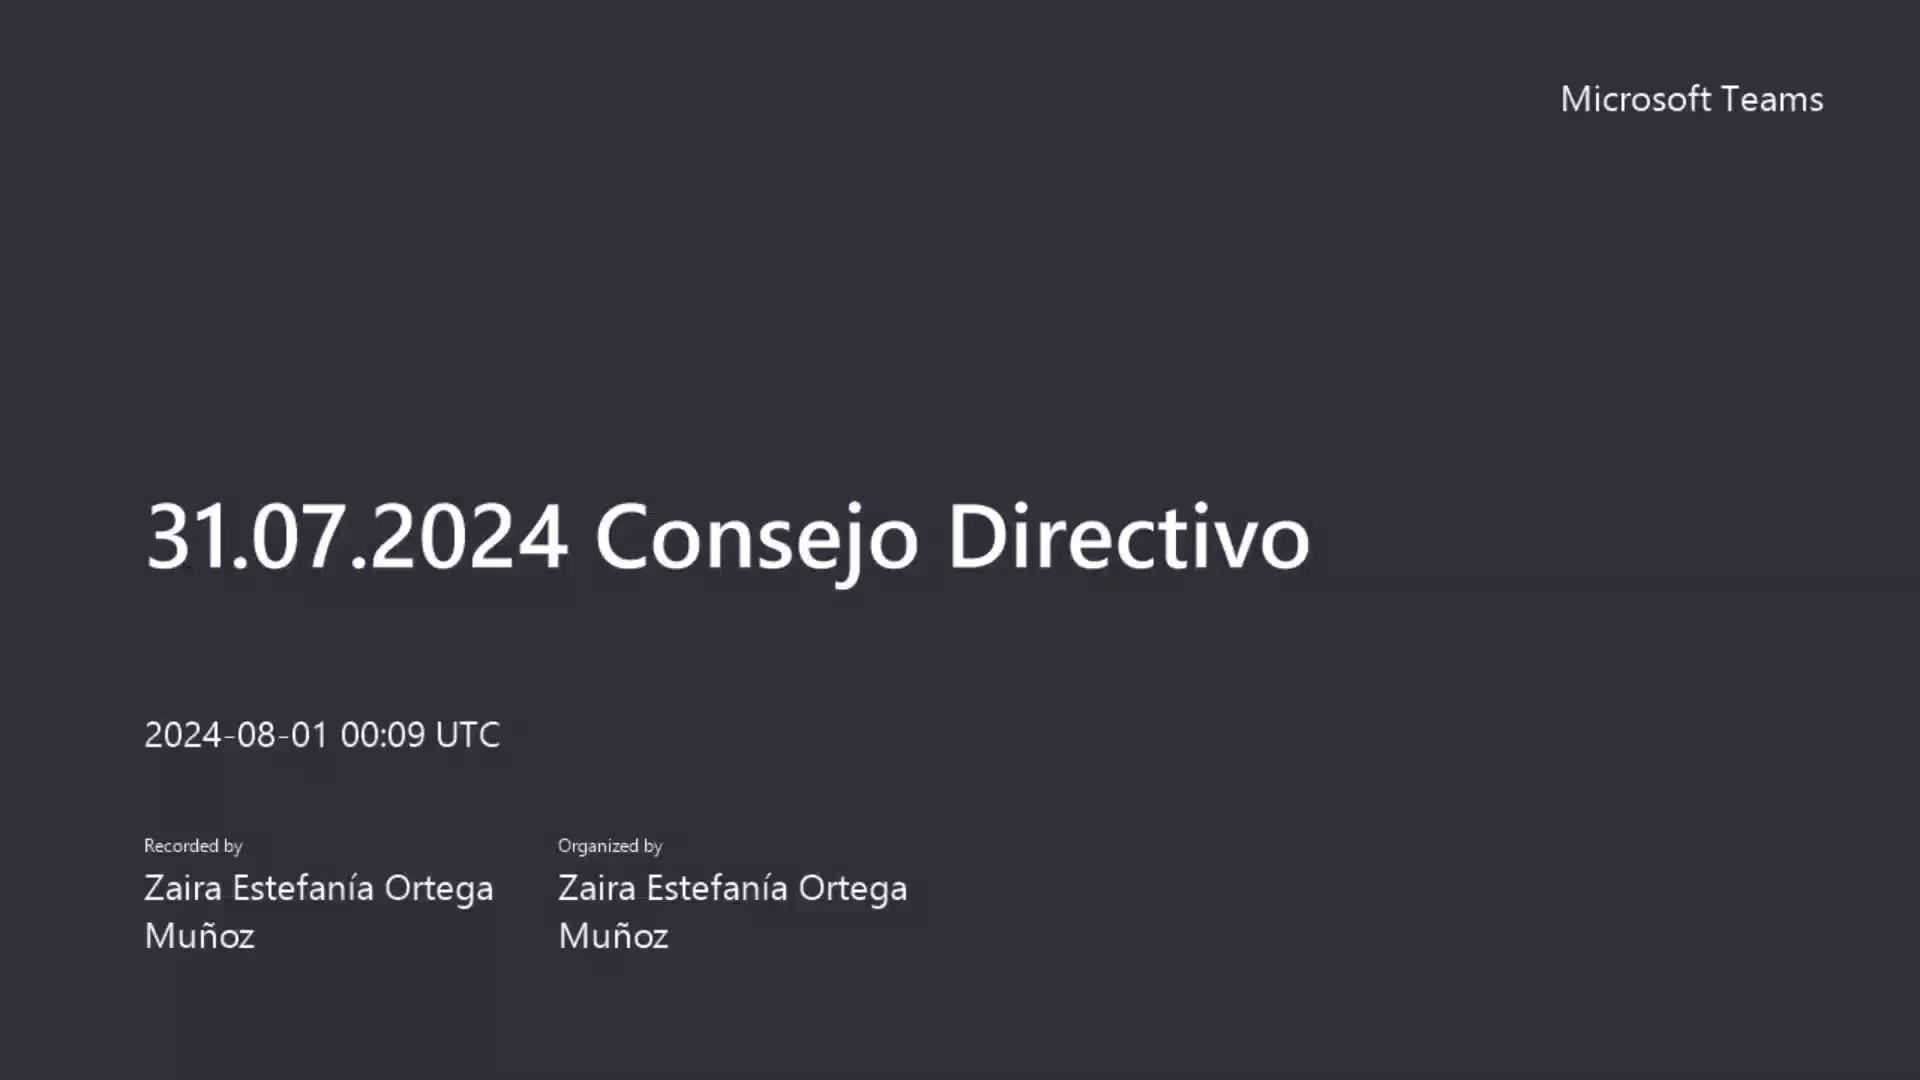 Microsoft Teams
31.07.2024 Consejo Directivo
2024-08-01 00:09 UTC
Recorded by
Zaira Estefanía Ortega
Muñoz
Organized by
Zaira Estefanía Ortega
Muñoz